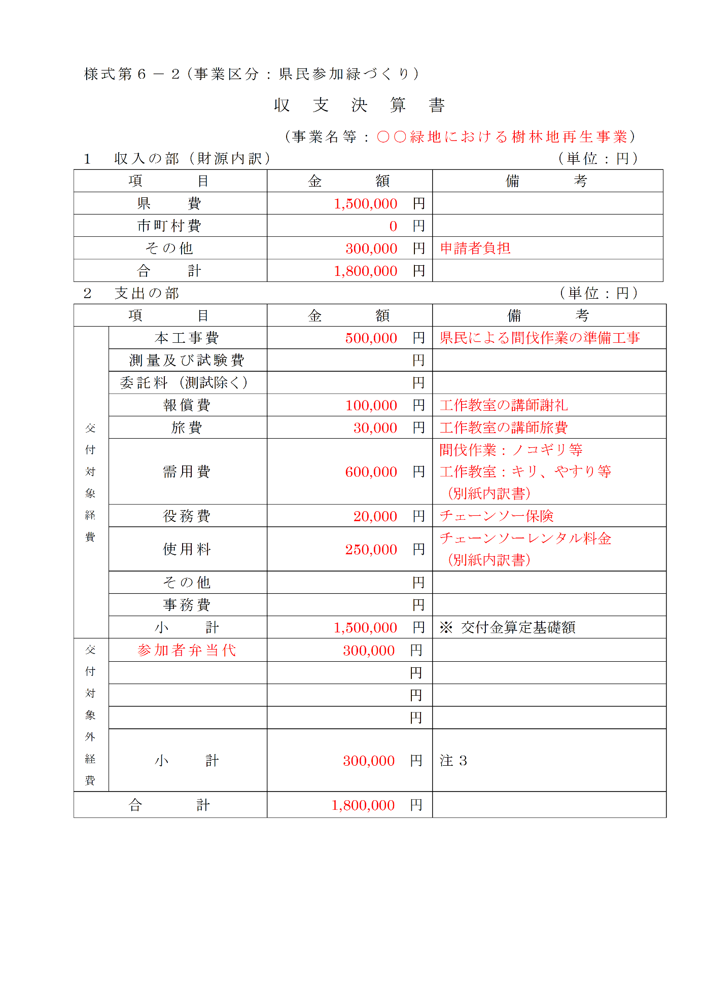 様式第６－２（事業区分：県民参加緑づくり）
収　支　決　算　書
（事業名等：〇〇緑地における樹林地再生事業）
１　収入の部（財源内訳）　（単位：円）
項　目　金　額　備　考
県　費　1,500,000　円
市町村費　0　円
その他　300,000　円　申請者負担
合　計　1,800,000　円
２　支出の部　（単位：円）
項　目　金　額　備　考
交付対象経費
本工事費　500,000　円　県民による間伐作業の準備工事
測量及び試験費　円
委託料（測試除く）　円
報償費　100,000　円　工作教室の講師謝礼
旅費　30,000　円　工作教室の講師旅費
需用費　600,000　円　間伐作業：ノコギリ等
工作教室：キリ、やすり等
（別紙内訳書）
役務費　20,000　円　チェーンソー保険
使用料　250,000　円　チェーンソーレンタル料金
（別紙内訳書）
その他　円
事務費　円
小　計　1,500,000　円　※ 交付金算定基礎額
交付対象外経費
参加者弁当代　300,000　円
円
円
円
小　計　300,000　円　注３
合　計　1,800,000　円